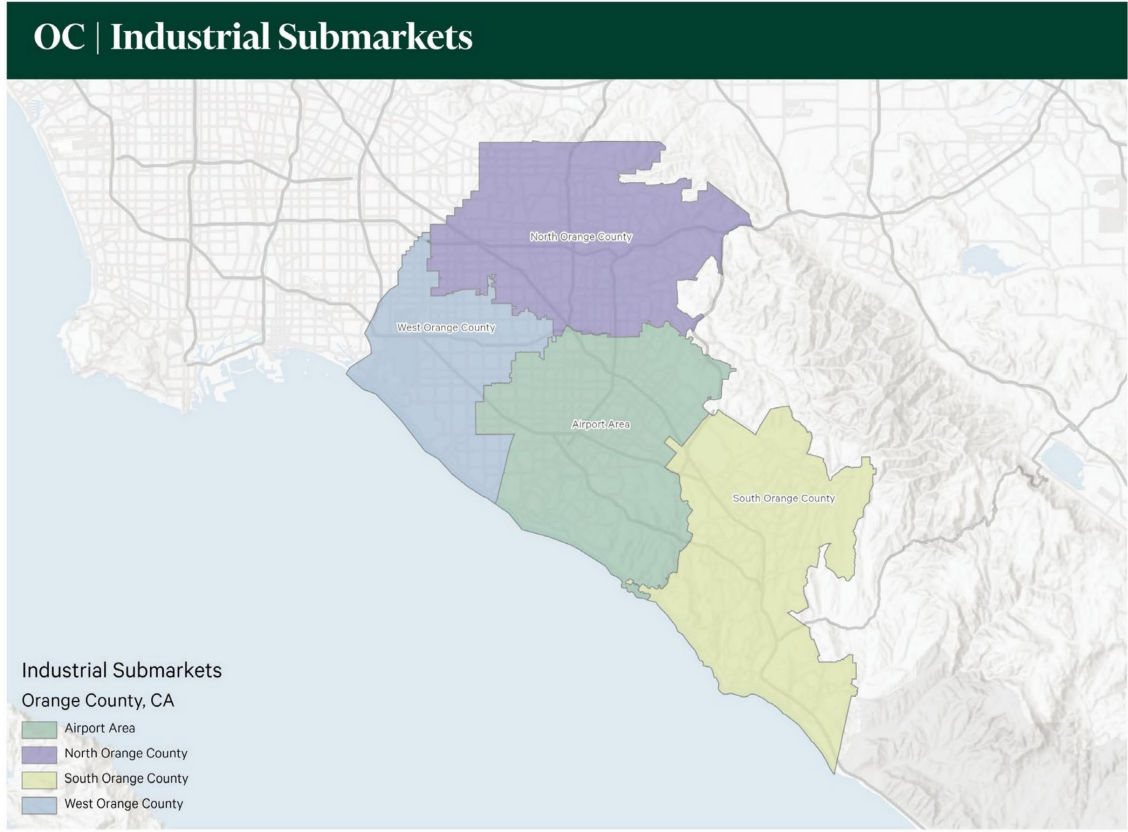 OC | Industrial Submarkets
North Orange County
West Orange County
Airport Area
South Orange County
Industrial Submarkets
Orange County, CA
Airport Area
North Orange County
South Orange County
West Orange County